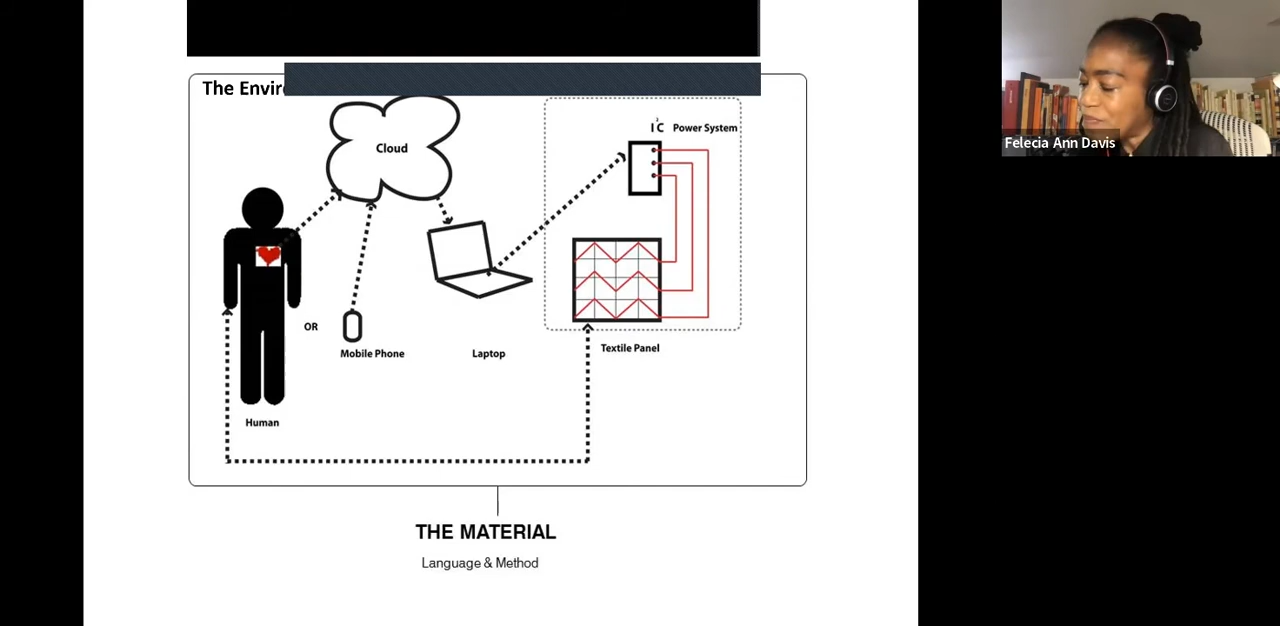 The Envir
Cloud
2
I C Power System
OR
Mobile Phone
Laptop
Textile Panel
Human
THE MATERIAL
Language & Method
Felecia Ann Davis